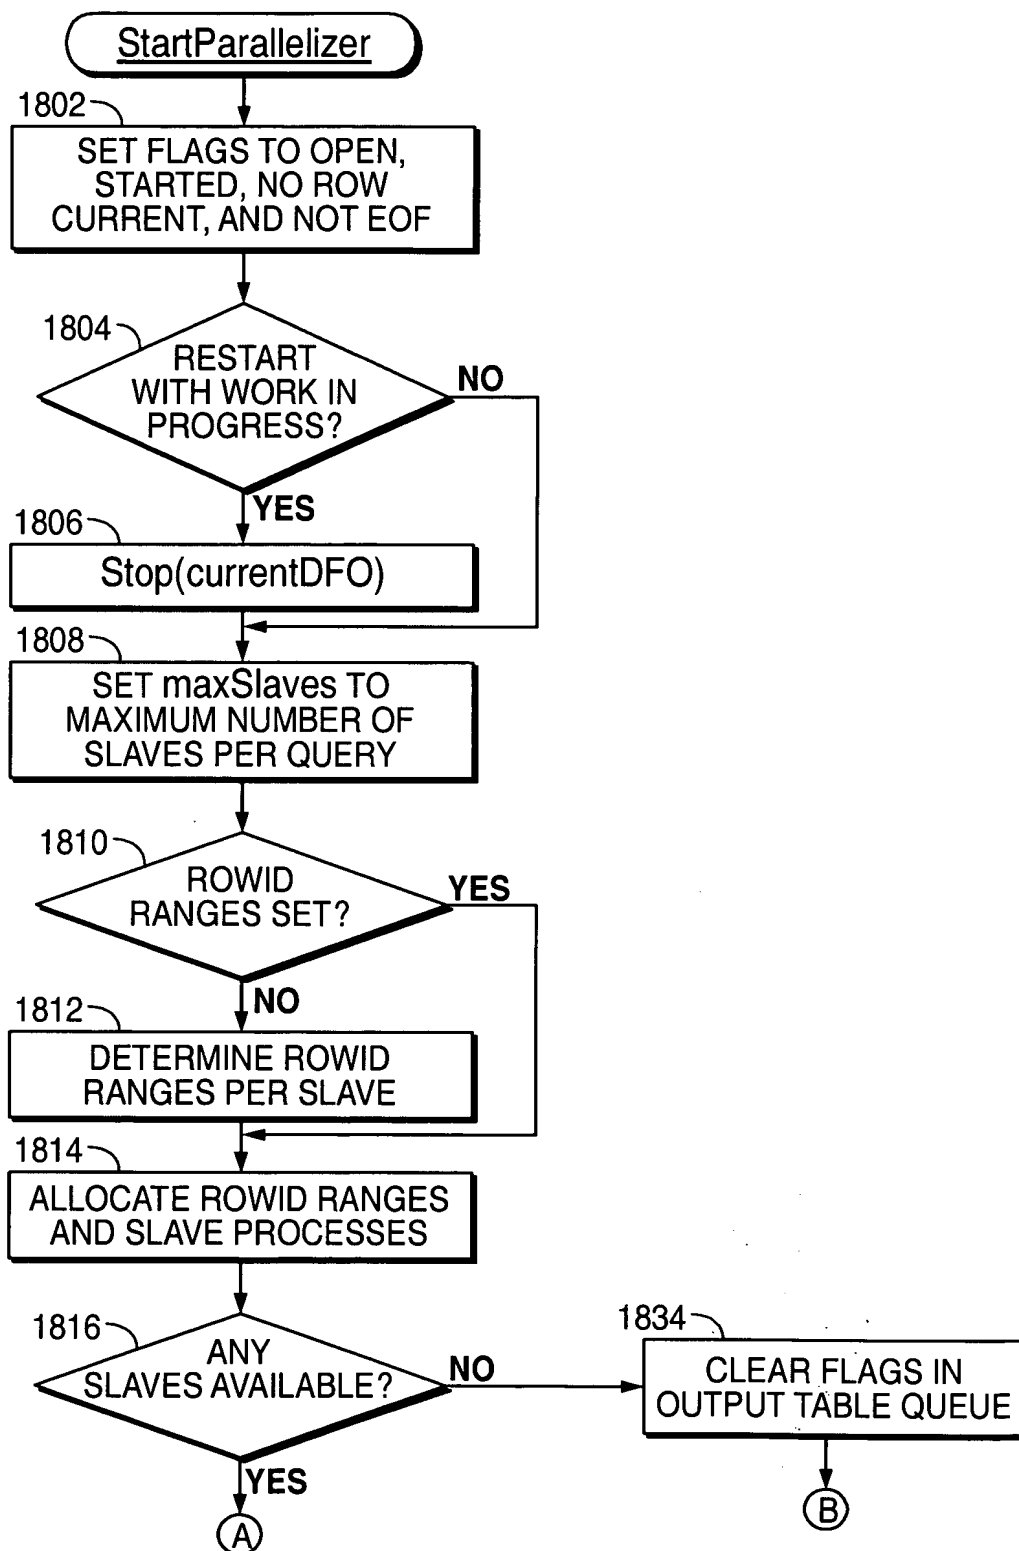 StartParallelizer
1802
SET FLAGS TO OPEN,
STARTED, NO ROW
CURRENT, AND NOT EOF
1804
RESTART
WITH WORK IN
PROGRESS?
NO
YES
1806
Stop(currentDFO)
1808
SET maxSlaves TO
MAXIMUM NUMBER OF
SLAVES PER QUERY
1810
ROWID
RANGES SET?
YES
NO
1812
DETERMINE ROWID
RANGES PER SLAVE
1814
ALLOCATE ROWID RANGES
AND SLAVE PROCESSES
1816
ANY
SLAVES AVAILABLE?
NO
YES
A
1834
CLEAR FLAGS IN
OUTPUT TABLE QUEUE
B